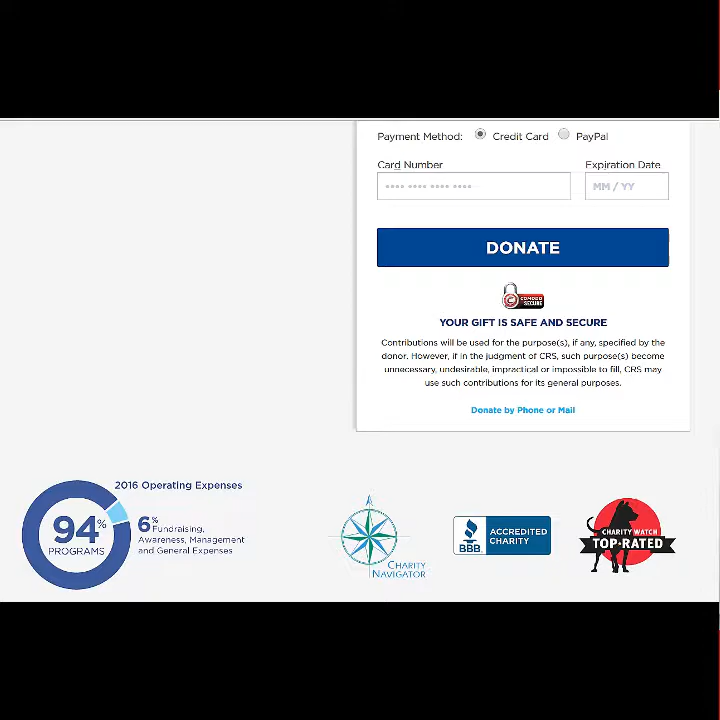 Payment Method: Credit Card PayPal
Card Number Expiration Date
•••• •••• •••• •••• MM / YY
DONATE
COMODO
SECURE
YOUR GIFT IS SAFE AND SECURE
Contributions will be used for the purpose(s), if any, specified by the
donor. However, if in the judgment of CRS, such purpose(s) become
unnecessary, undesirable, impractical or impossible to fill, CRS may
use such contributions for its general purposes.
Donate by Phone or Mail
2016 Operating Expenses
94%
PROGRAMS
6%
Fundraising,
Awareness, Management
and General Expenses
CHARITY
NAVIGATOR
BBB
ACCREDITED
CHARITY
CHARITY WATCH
TOP-RATED